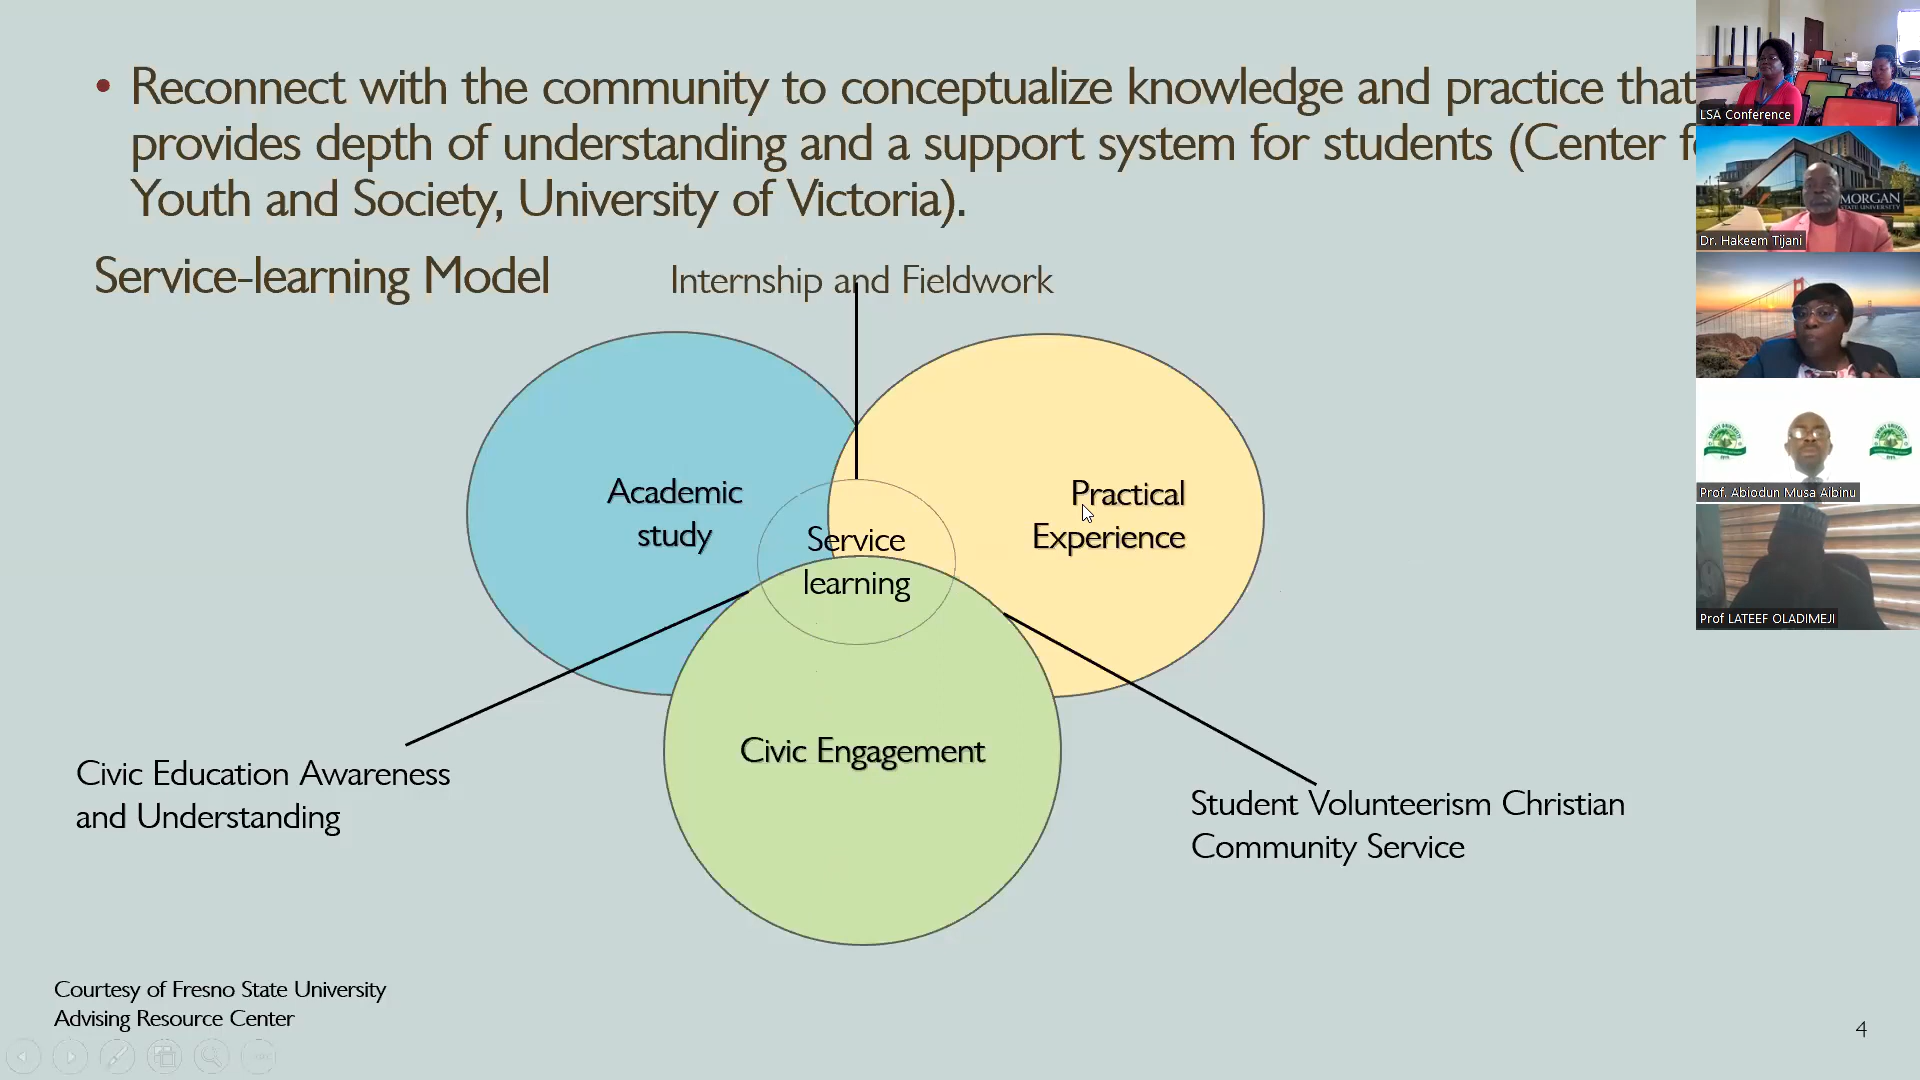 • Reconnect with the community to conceptualize knowledge and practice that
provides depth of understanding and a support system for students (Center f
Youth and Society, University of Victoria).
Service-learning Model
Internship and Fieldwork
Academic
study
Practical
Experience
Service
learning
Civic Engagement
Civic Education Awareness
and Understanding
Student Volunteerism Christian
Community Service
Courtesy of Fresno State University
Advising Resource Center
4
LSA Conference
MORGAN
STATE UNIVERSITY
Dr. Hakeem Tijani
Prof. Abiodun Musa Aibinu
Prof LATEEF OLADIMEJI